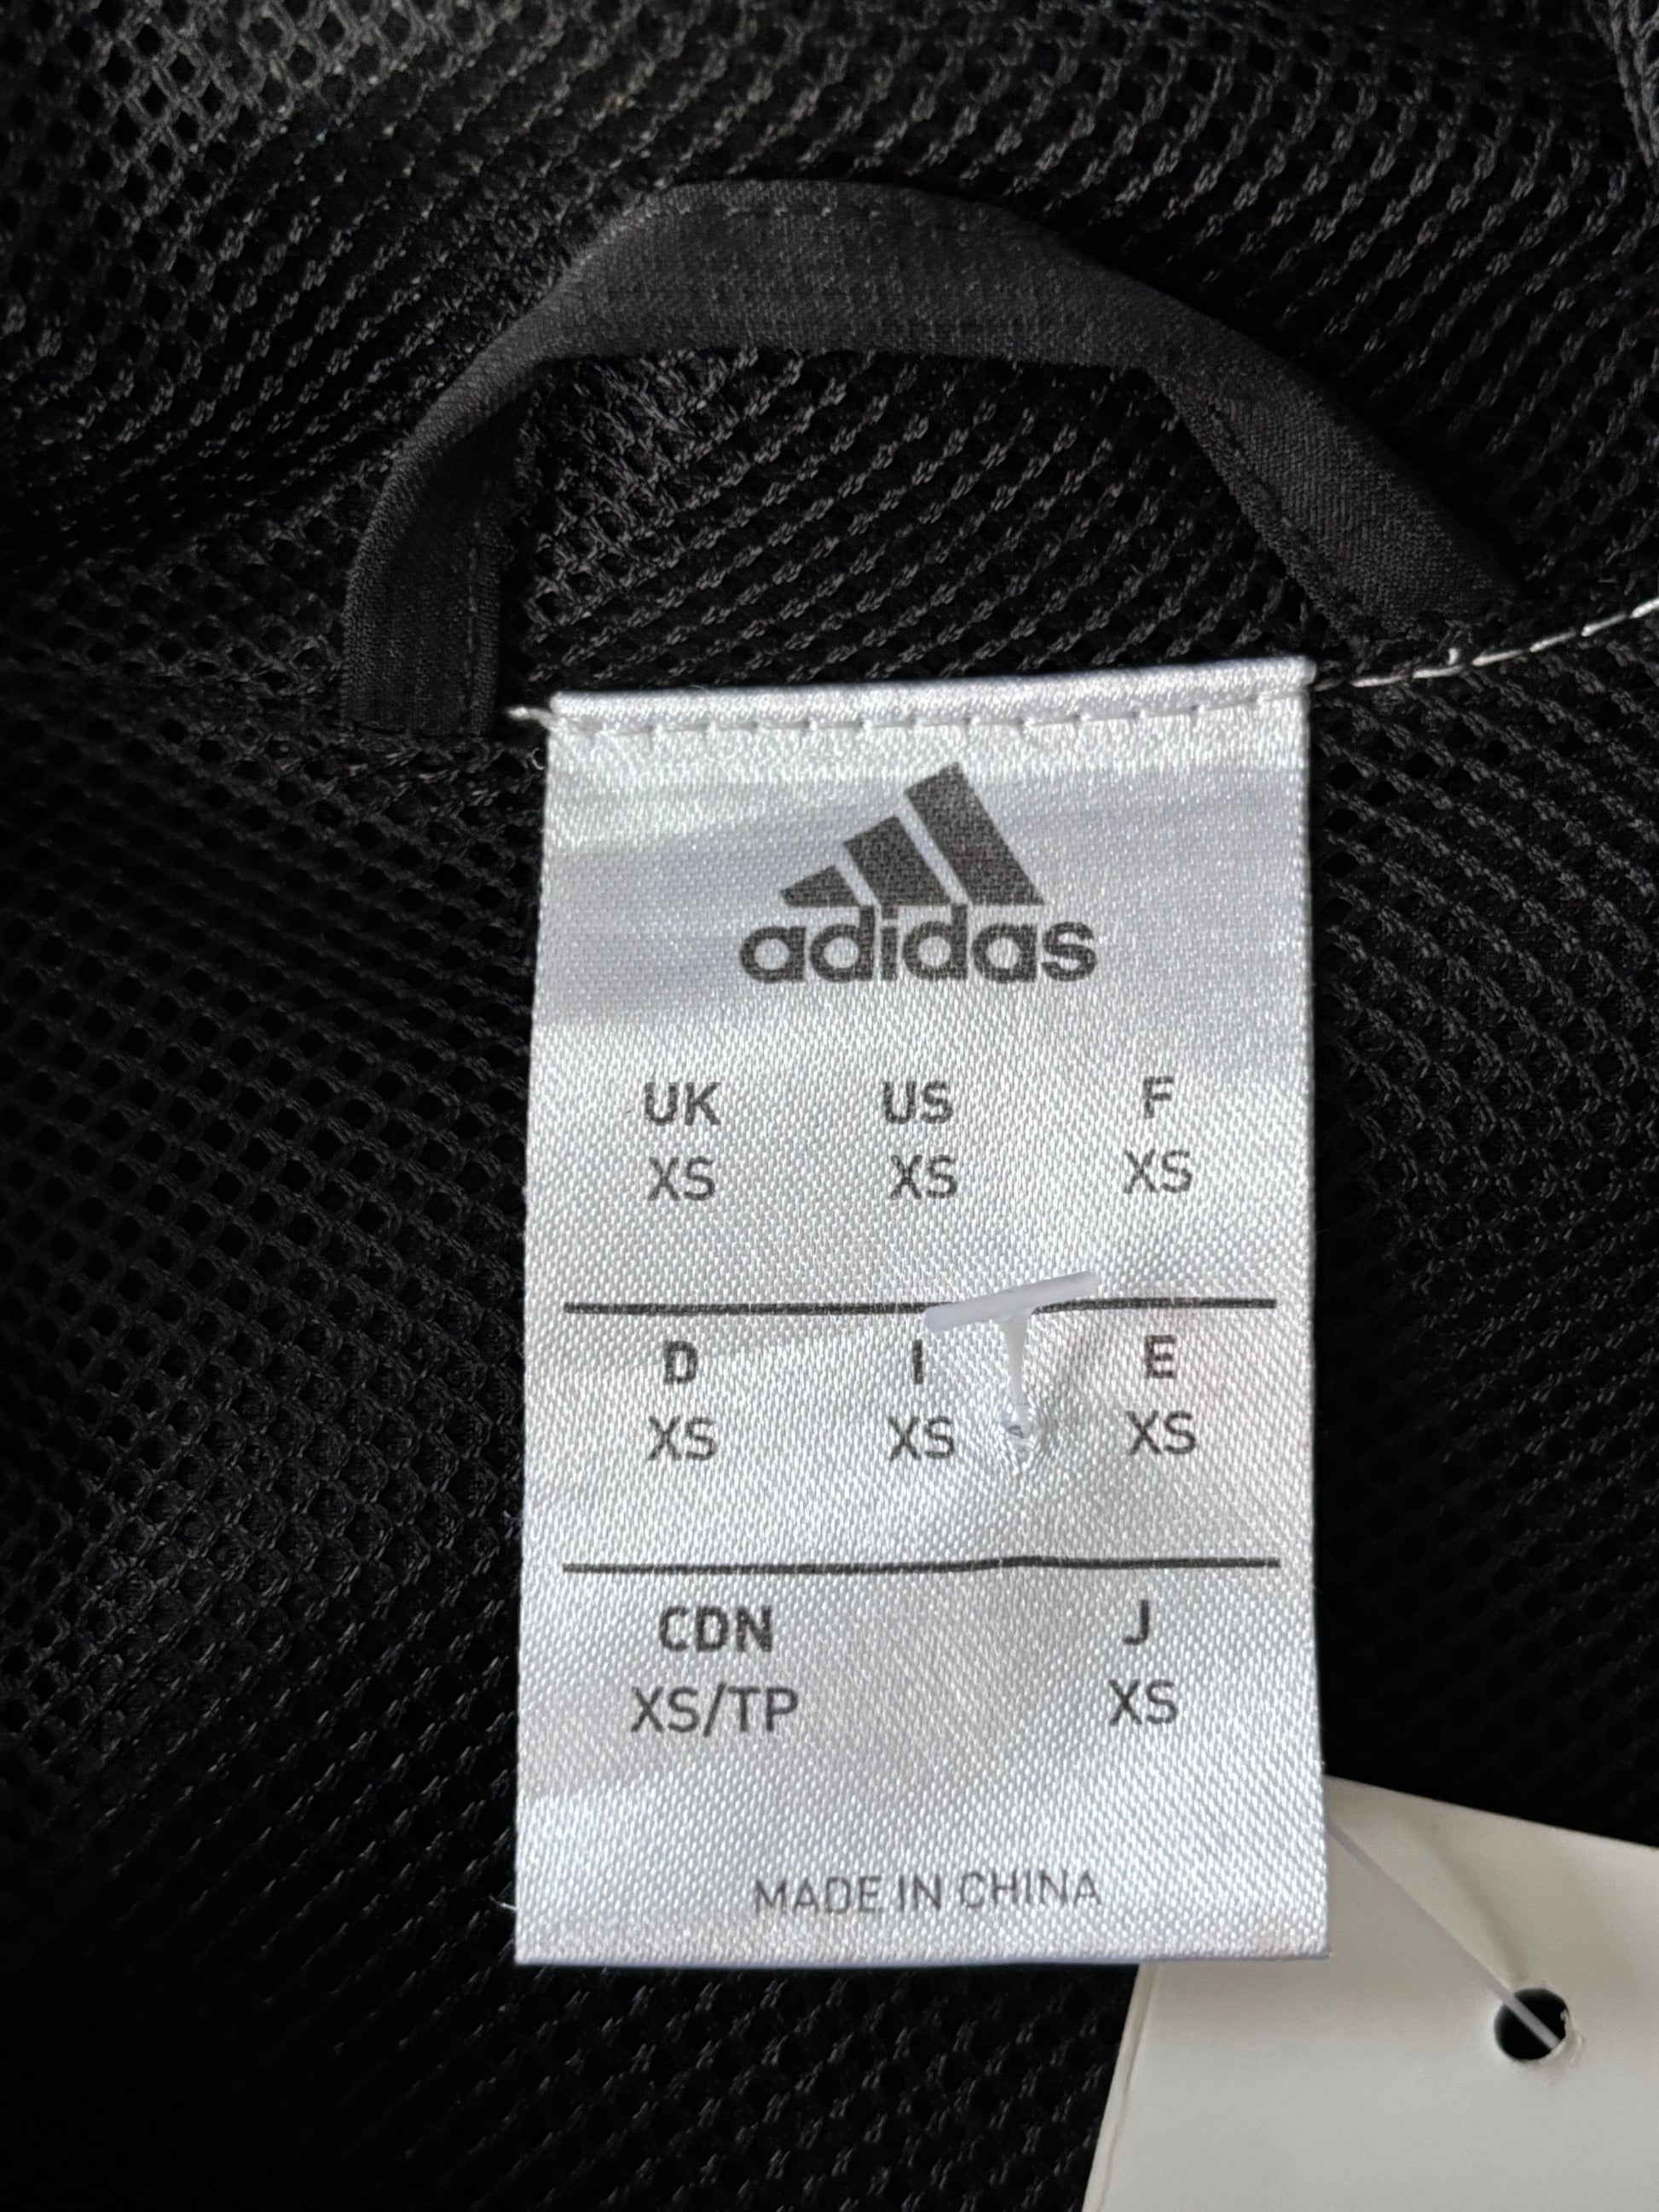 adidas
UK US F
XS XS XS
D I E
XS XS XS
CDN J
XS/TP XS
MADE IN CHINA